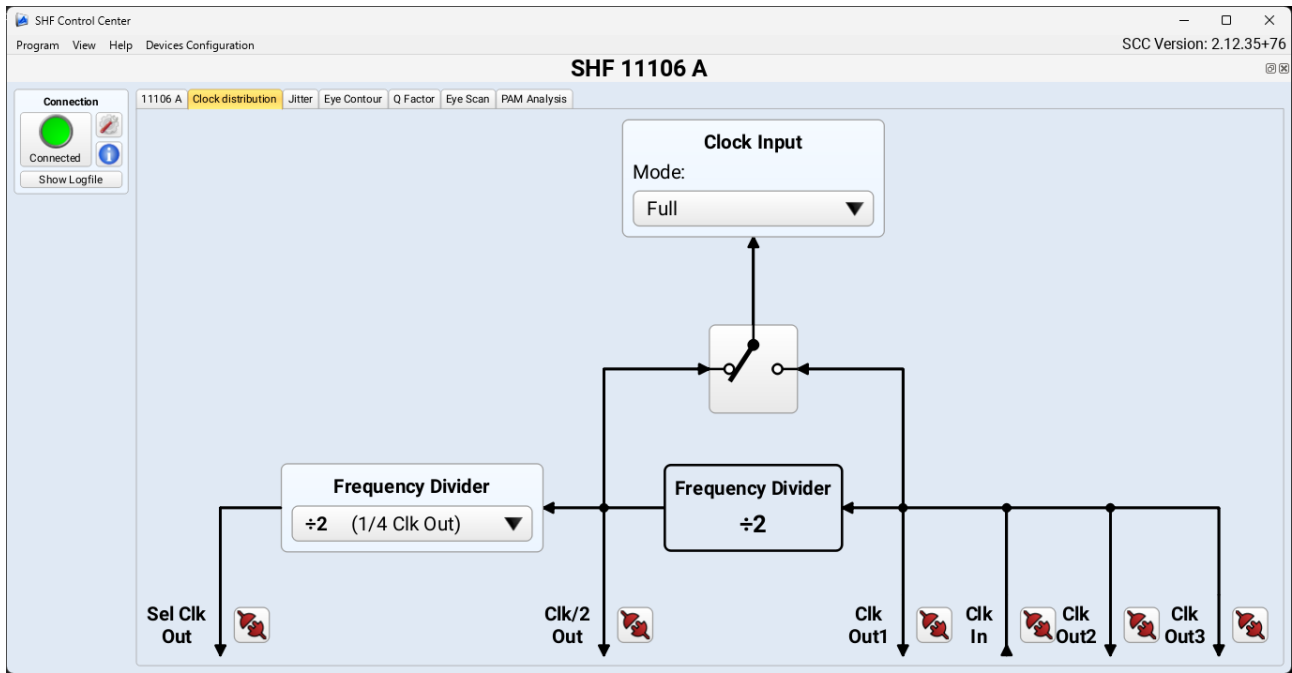 SHF Control Center
Program View Help Devices Configuration
SCC Version: 2.12.35+76
SHF 11106 A
Connection
Connected
Show Logfile
11106 A Clock distribution Jitter Eye Contour Q Factor Eye Scan PAM Analysis
Clock Input
Mode:
Full
Frequency Divider
÷2 (1/4 Clk Out)
Frequency Divider
÷2
Sel Clk
Out
Clk/2
Out
Clk
Out1
Clk
In
Clk
Out2
Clk
Out3